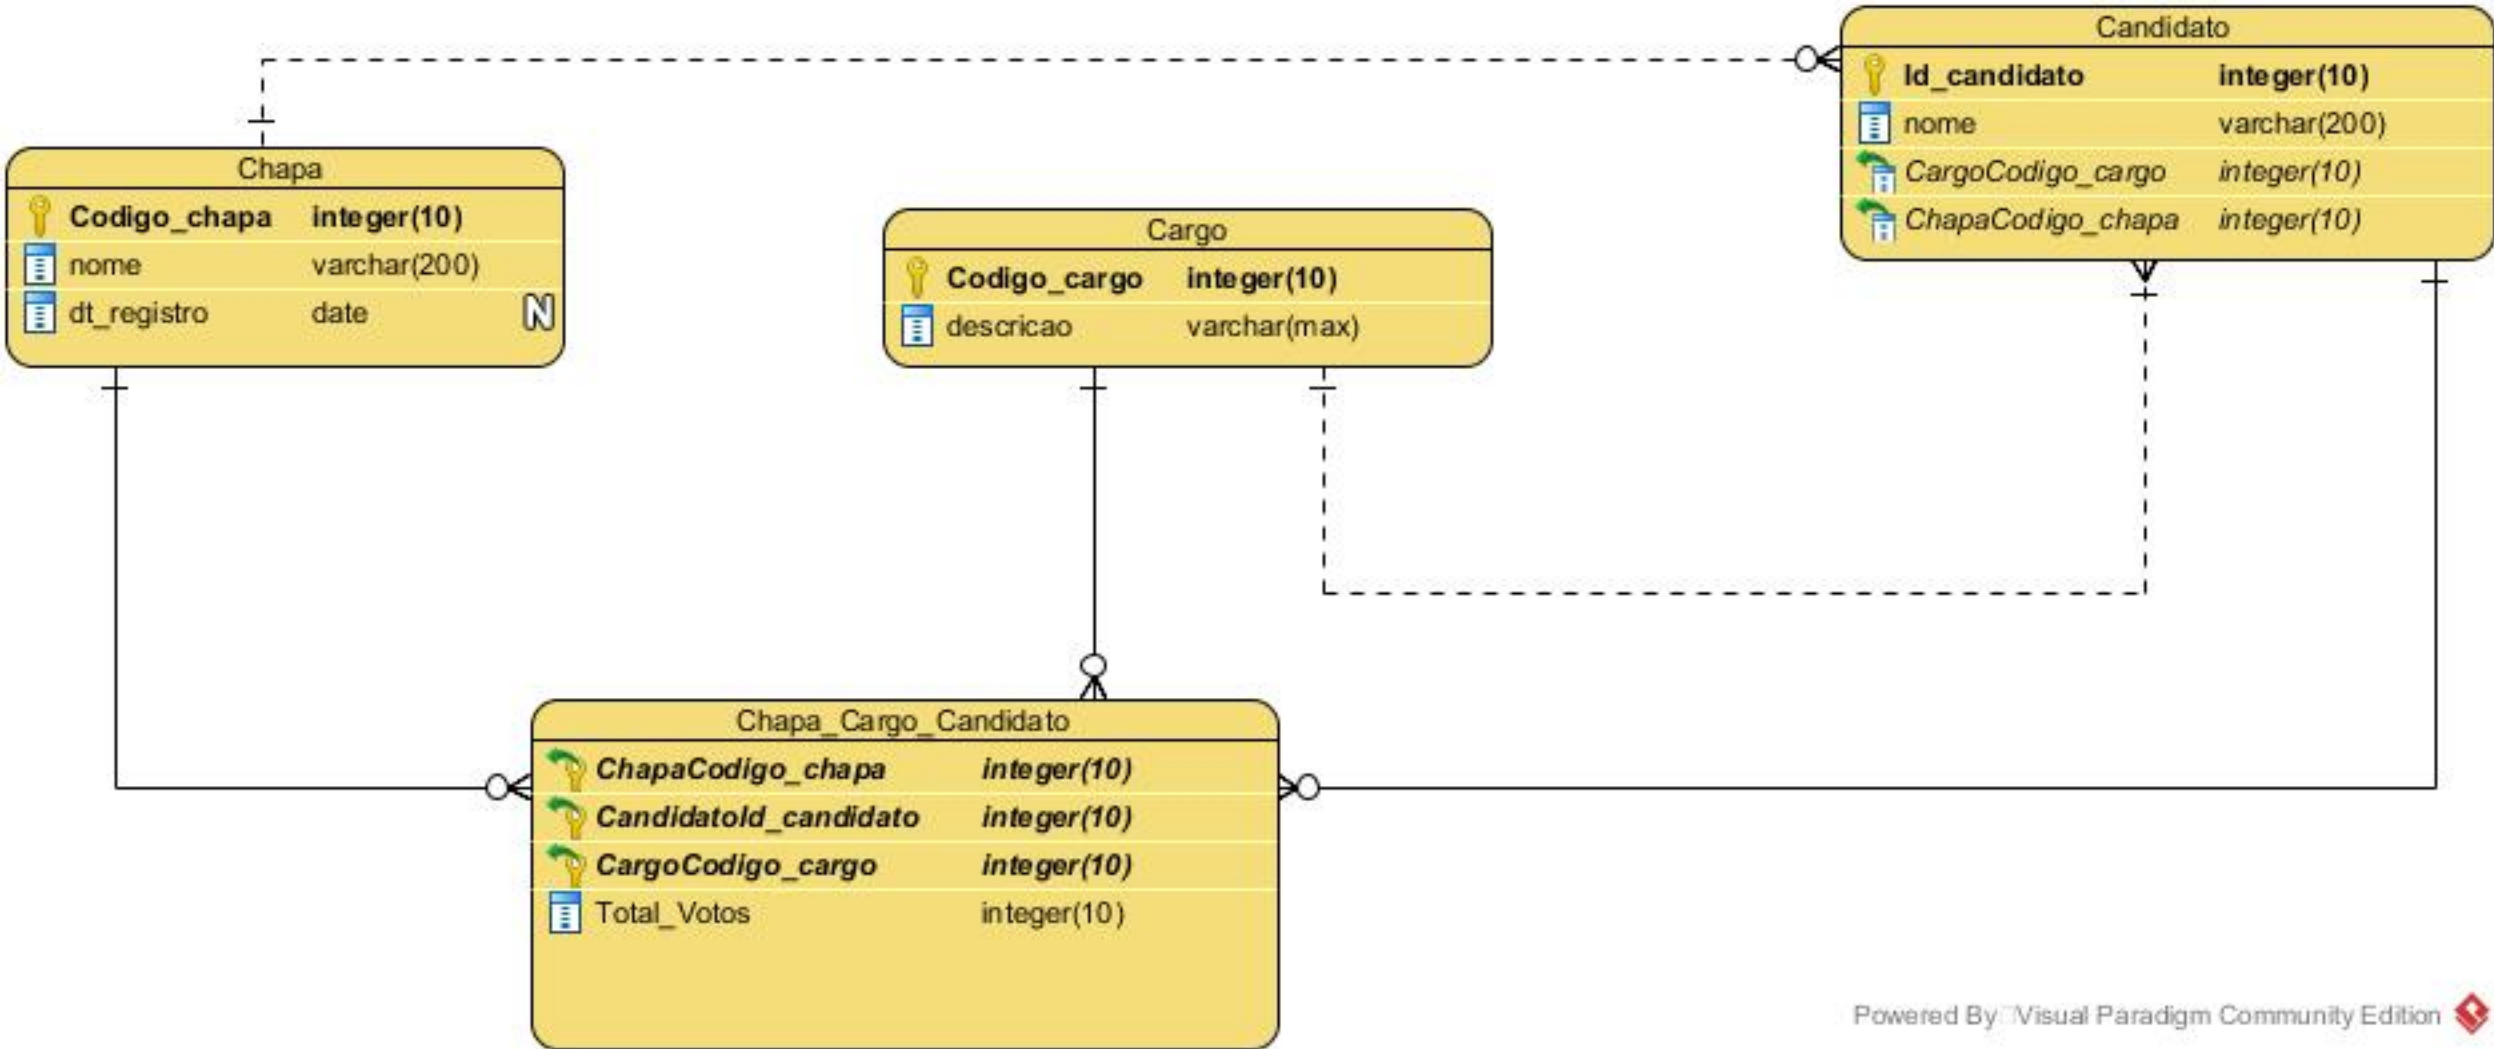 Candidato
Id_candidato integer(10)
nome varchar(200)
CargoCodigo_cargo integer(10)
ChapaCodigo_chapa integer(10)
Chapa
Codigo_chapa integer(10)
nome varchar(200)
dt_registro date N
Cargo
Codigo_cargo integer(10)
descricao varchar(max)
Chapa_Cargo_Candidato
ChapaCodigo_chapa integer(10)
CandidatoId_candidato integer(10)
CargoCodigo_cargo integer(10)
Total_Votos integer(10)
Powered By Visual Paradigm Community Edition